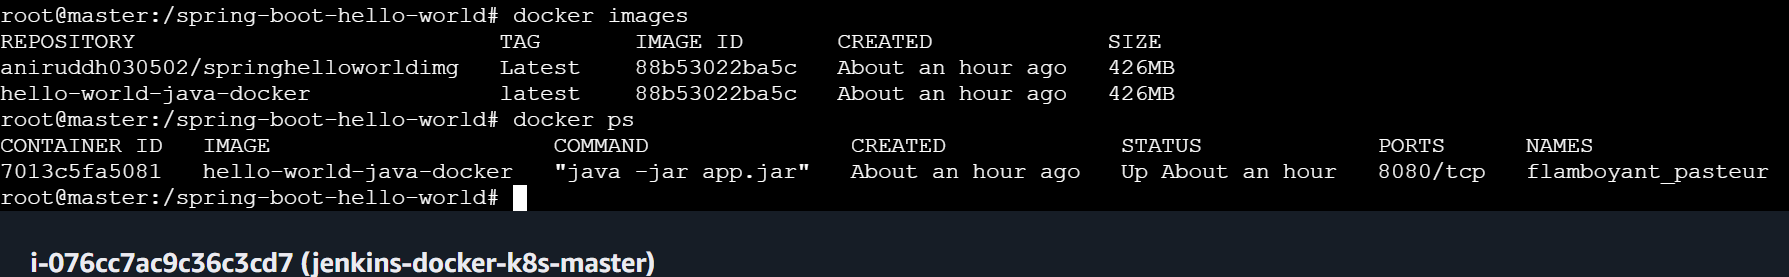 root@master:/spring-boot-hello-world# docker images
REPOSITORY TAG IMAGE ID CREATED SIZE
aniruddh030502/springhelloworldimg Latest 88b53022ba5c About an hour ago 426MB
hello-world-java-docker latest 88b53022ba5c About an hour ago 426MB
root@master:/spring-boot-hello-world# docker ps
CONTAINER ID IMAGE COMMAND CREATED STATUS PORTS NAMES
7013c5fa5081 hello-world-java-docker "java -jar app.jar" About an hour ago Up About an hour 8080/tcp flamboyant_pasteur
root@master:/spring-boot-hello-world#
i-076cc7ac9c36c3cd7 (jenkins-docker-k8s-master)